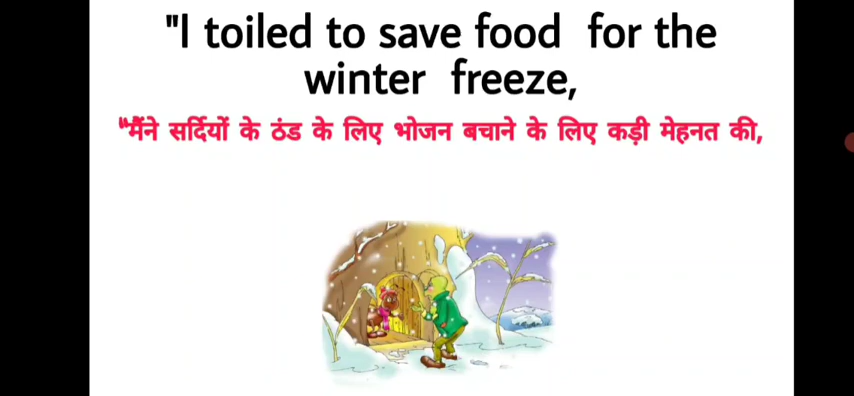 "I toiled to save food for the
winter freeze,
"मैंने सर्दियों के ठंड के लिए भोजन बचाने के लिए कड़ी मेहनत की,